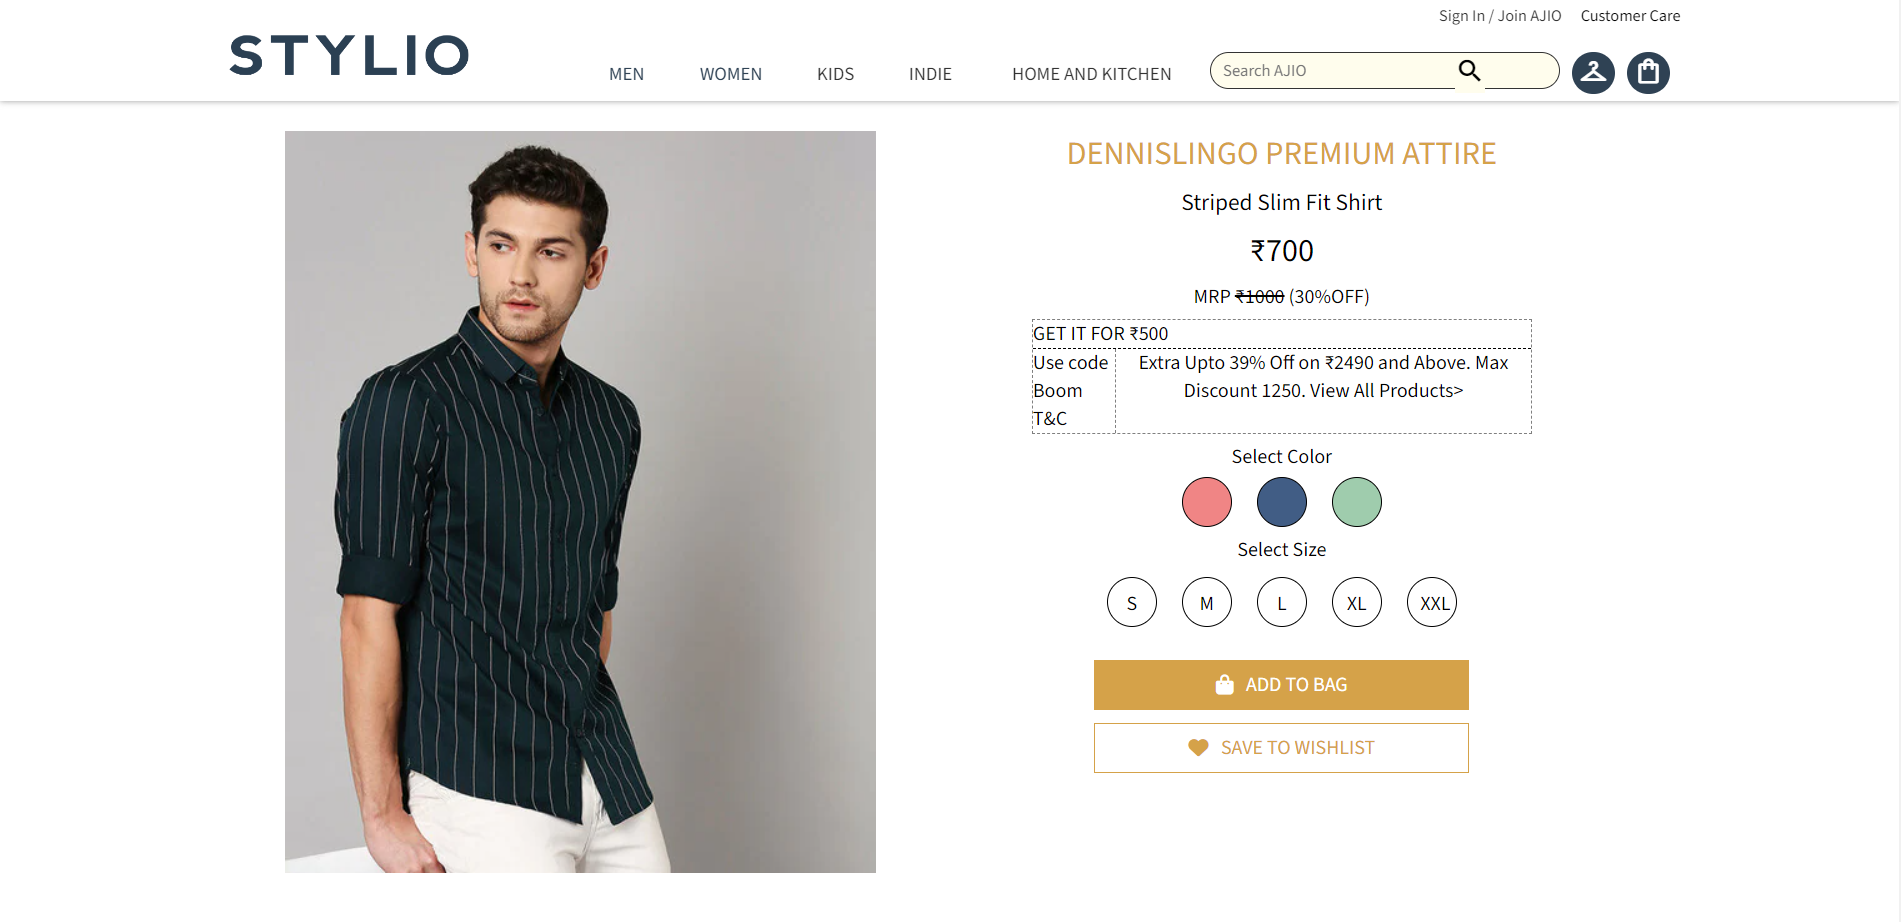 Sign In / Join AJIO Customer Care
STYLIO
MEN WOMEN KIDS INDIE HOME AND KITCHEN Search AJIO
DENNISLINGO PREMIUM ATTIRE
Striped Slim Fit Shirt
₹700
MRP ₹1000 (30%OFF)
GET IT FOR ₹500
Use code
Boom
T&C
Extra Upto 39% Off on ₹2490 and Above. Max
Discount 1250. View All Products>
Select Color
Select Size
S M L XL XXL
ADD TO BAG
SAVE TO WISHLIST